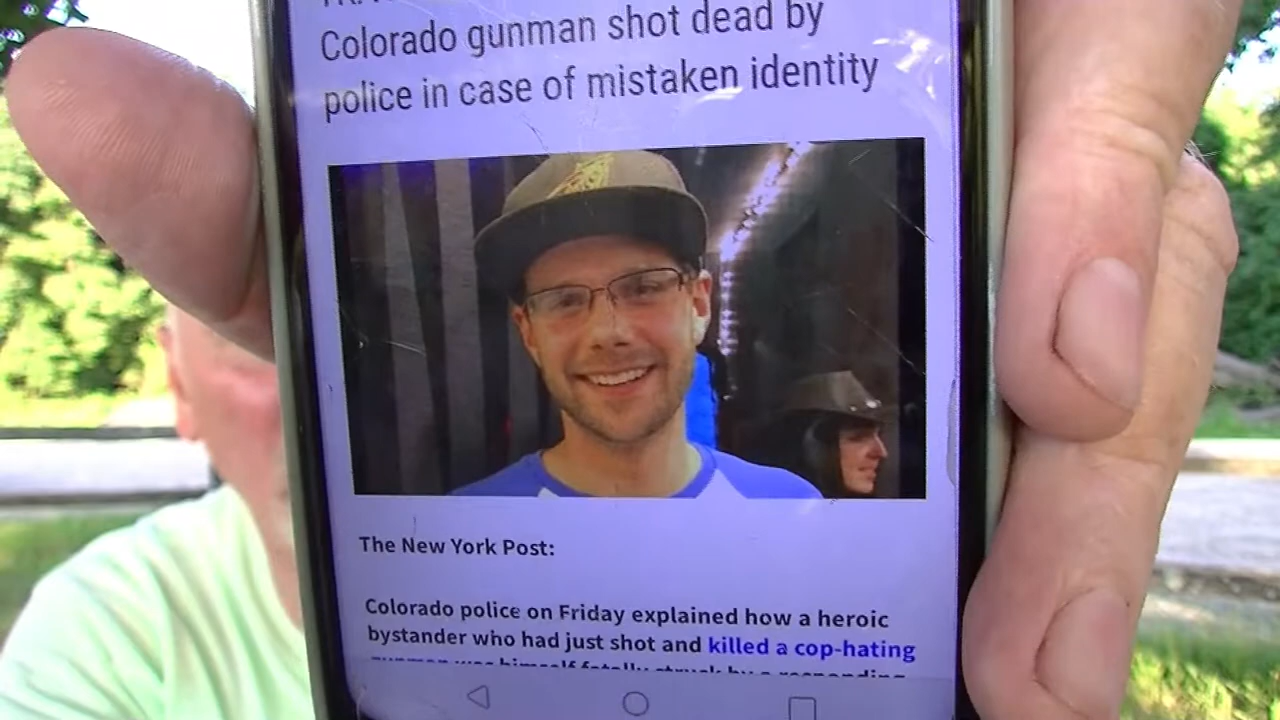 Colorado gunman shot dead by
police in case of mistaken identity
The New York Post:
Colorado police on Friday explained how a heroic
bystander who had just shot and killed a cop-hating